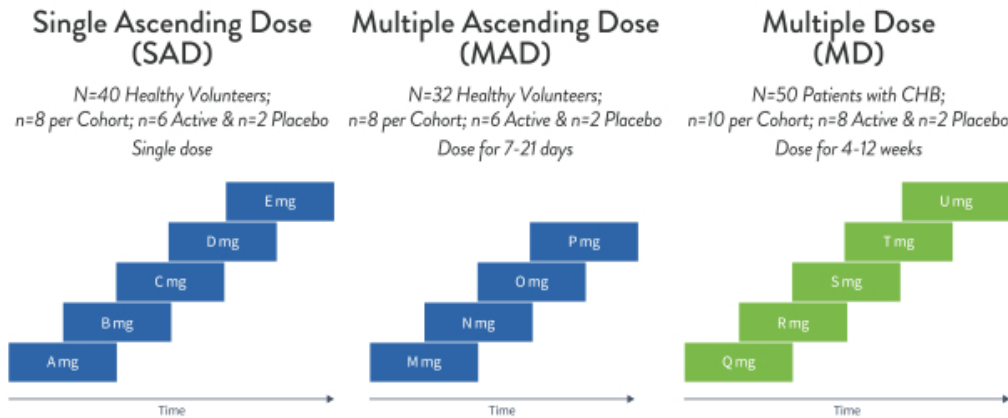 Single Ascending Dose
(SAD)
N=40 Healthy Volunteers;
n=8 per Cohort; n=6 Active & n=2 Placebo
Single dose
E mg
D mg
C mg
B mg
A mg
Time
Multiple Ascending Dose
(MAD)
N=32 Healthy Volunteers;
n=8 per Cohort; n=6 Active & n=2 Placebo
Dose for 7-21 days
P mg
O mg
N mg
M mg
Time
Multiple Dose
(MD)
N=50 Patients with CHB;
n=10 per Cohort; n=8 Active & n=2 Placebo
Dose for 4-12 weeks
U mg
T mg
S mg
R mg
Q mg
Time